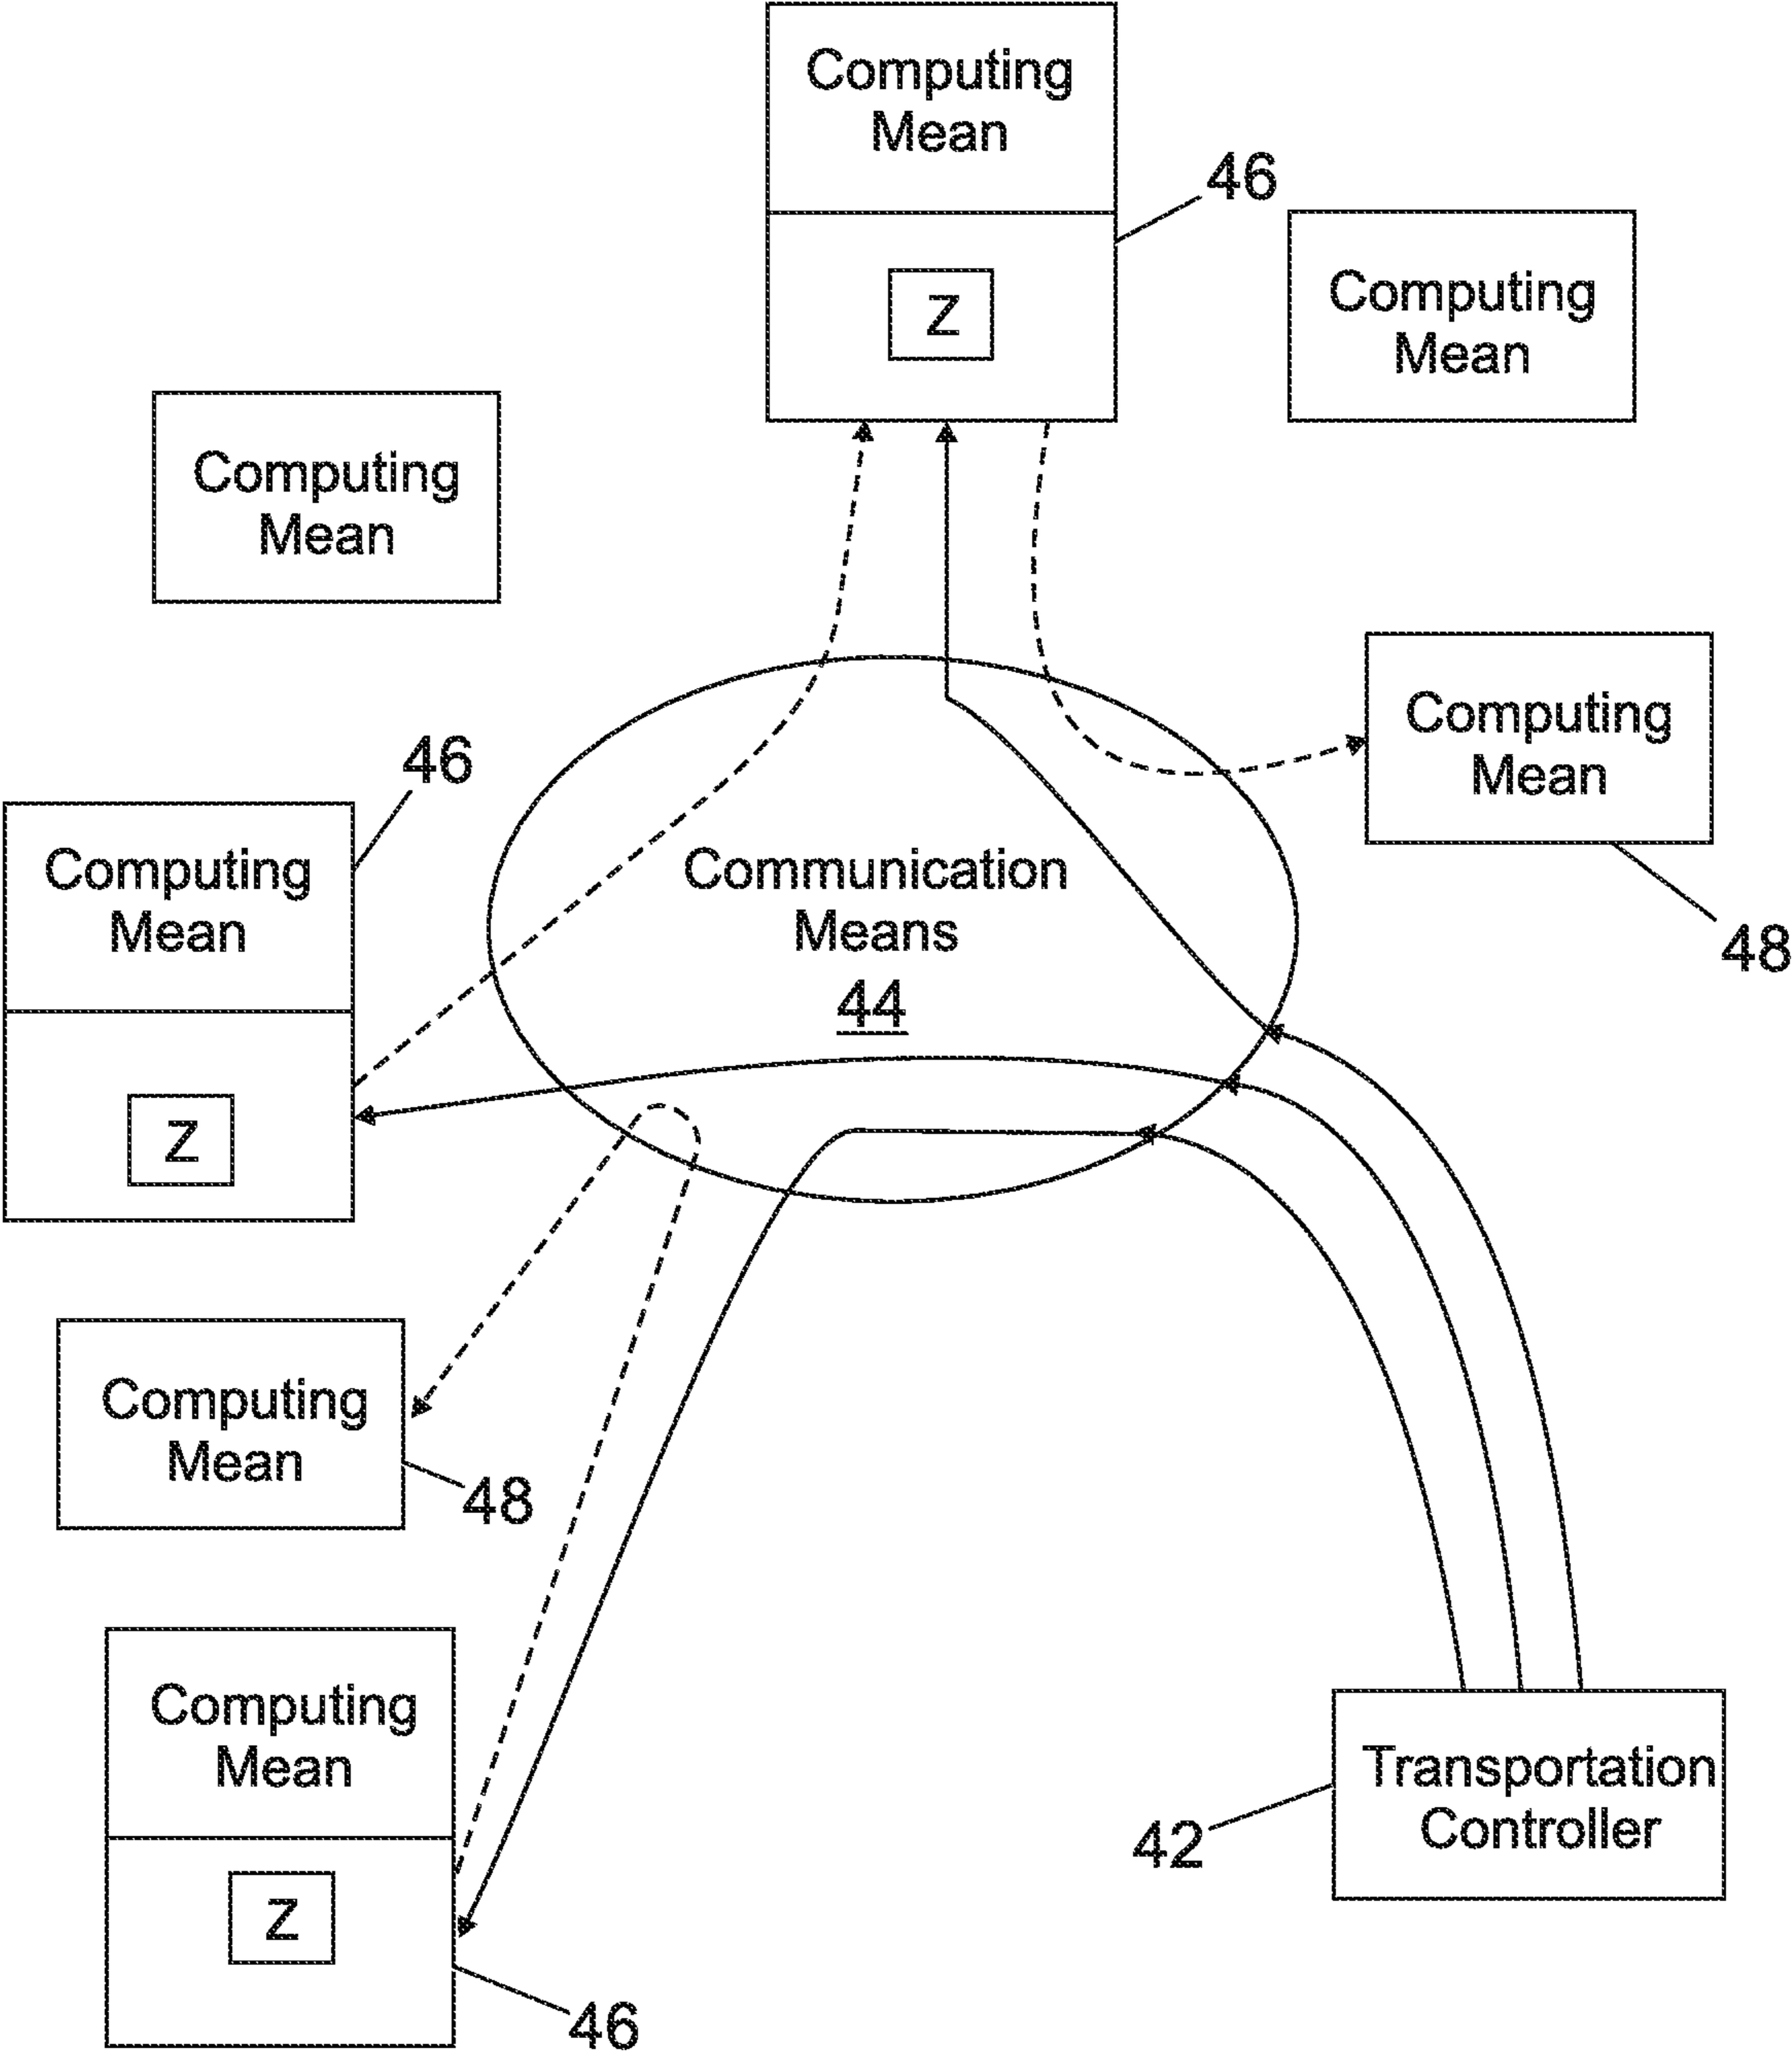 Computing
Mean
46
Z
Computing
Mean
Computing
Mean
Computing
Mean
48
46
Computing
Mean
Z
Communication
Means
44
Computing
Mean
48
Computing
Mean
Z
46
Transportation
Controller
42